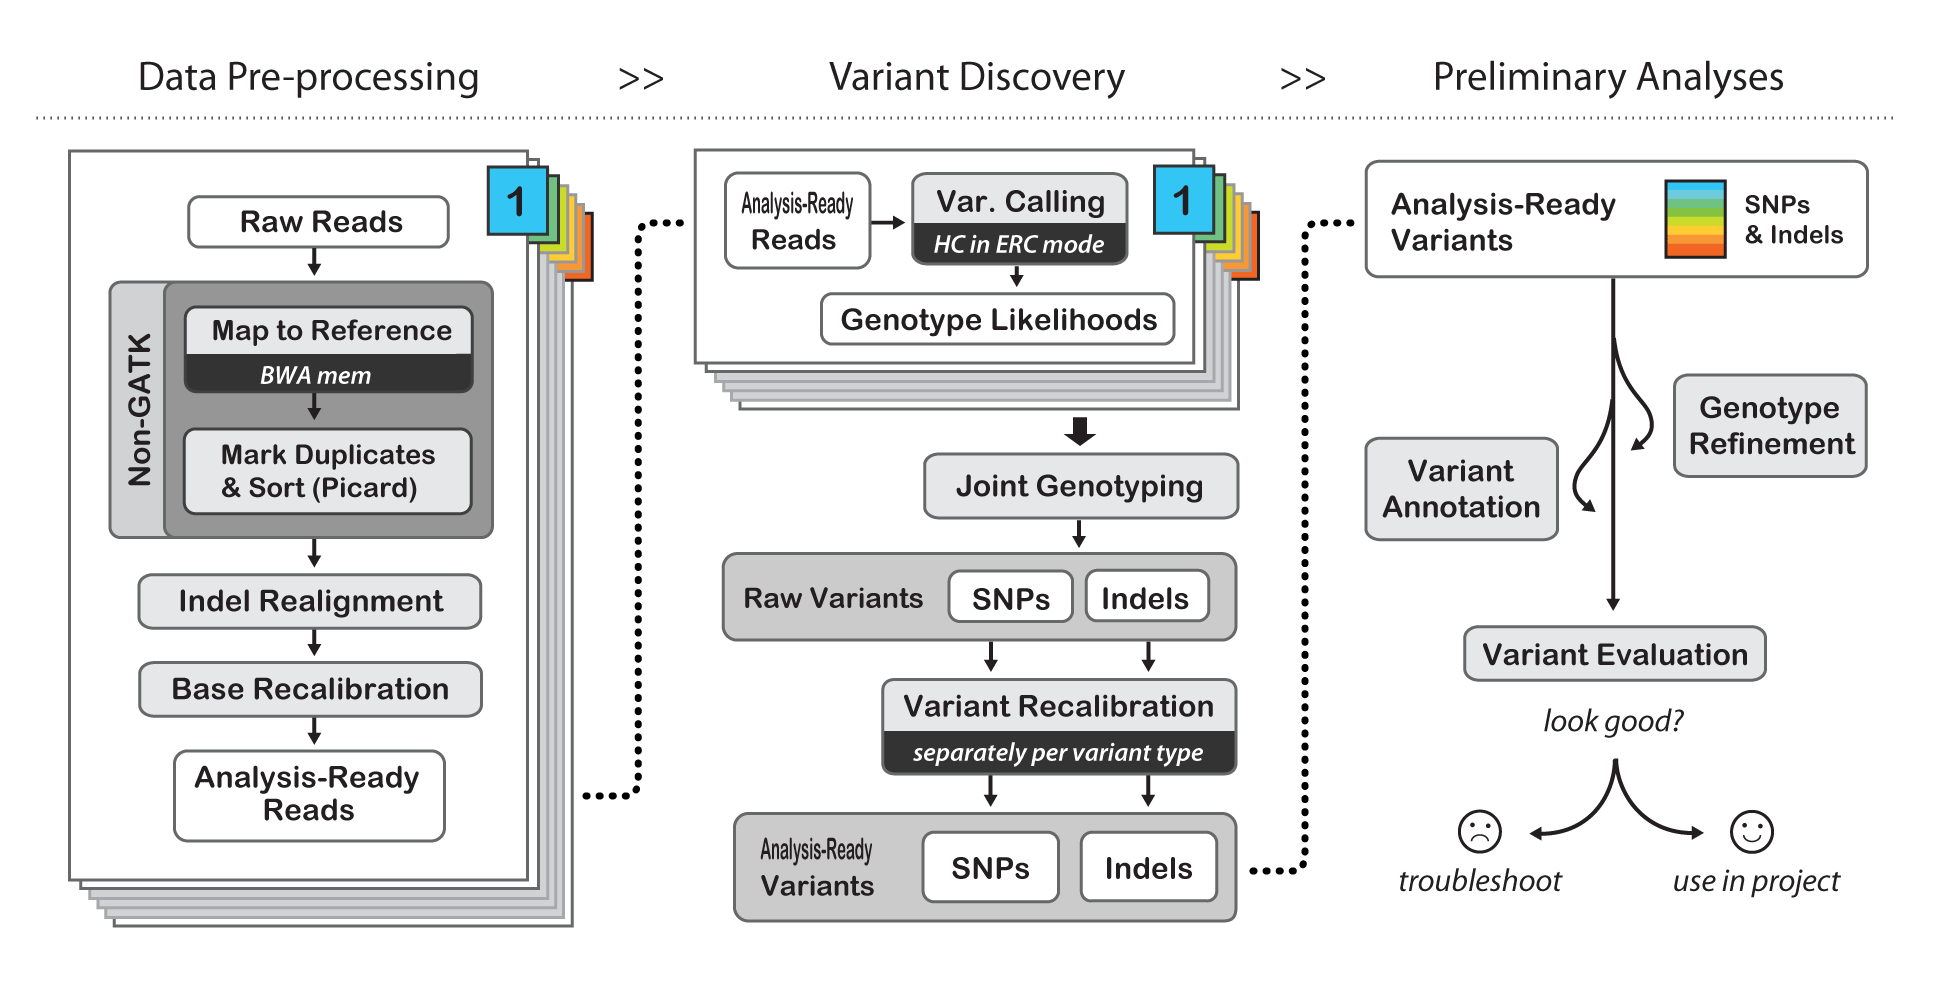 Data Pre-processing >> Variant Discovery >> Preliminary Analyses
1
Raw Reads
Non-GATK
Map to Reference
BWA mem
Mark Duplicates
& Sort (Picard)
Indel Realignment
Base Recalibration
Analysis-Ready
Reads
1
Analysis-Ready
Reads
Var. Calling
HC in ERC mode
Genotype Likelihoods
Joint Genotyping
Raw Variants
SNPs
Indels
Variant Recalibration
separately per variant type
Analysis-Ready
Variants
SNPs
Indels
Analysis-Ready
Variants
SNPs
& Indels
Genotype
Refinement
Variant
Annotation
Variant Evaluation
look good?
troubleshoot
use in project